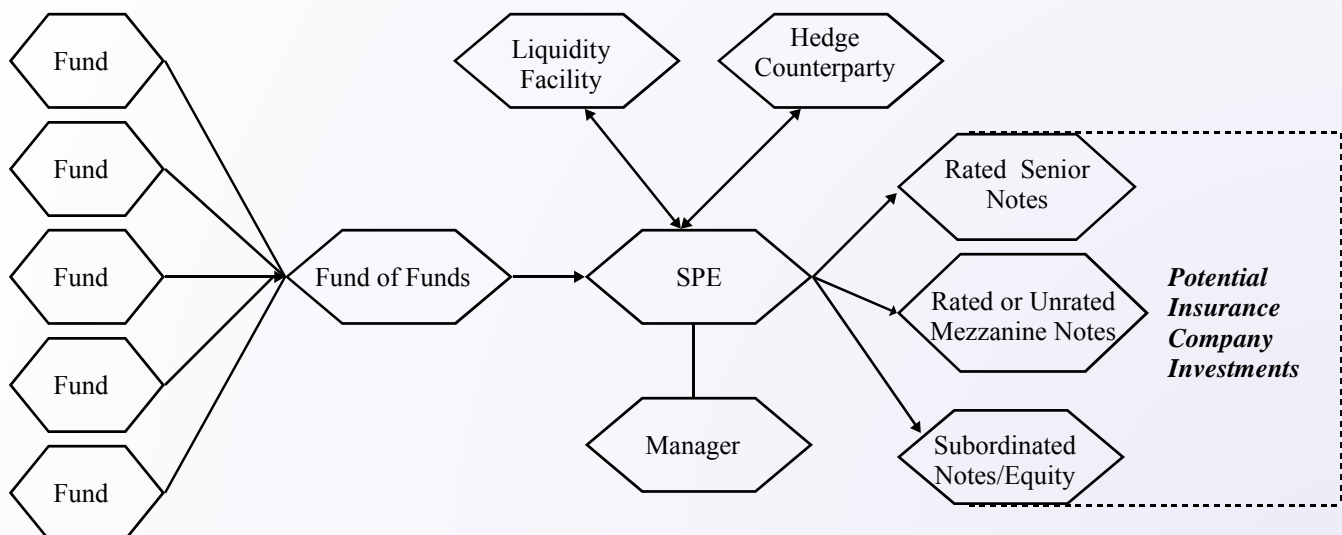 Fund
Fund
Fund
Fund
Fund
Fund of Funds
Liquidity
Facility
Hedge
Counterparty
SPE
Manager
Rated Senior
Notes
Rated or Unrated
Mezzanine Notes
Subordinated
Notes/Equity
Potential
Insurance
Company
Investments